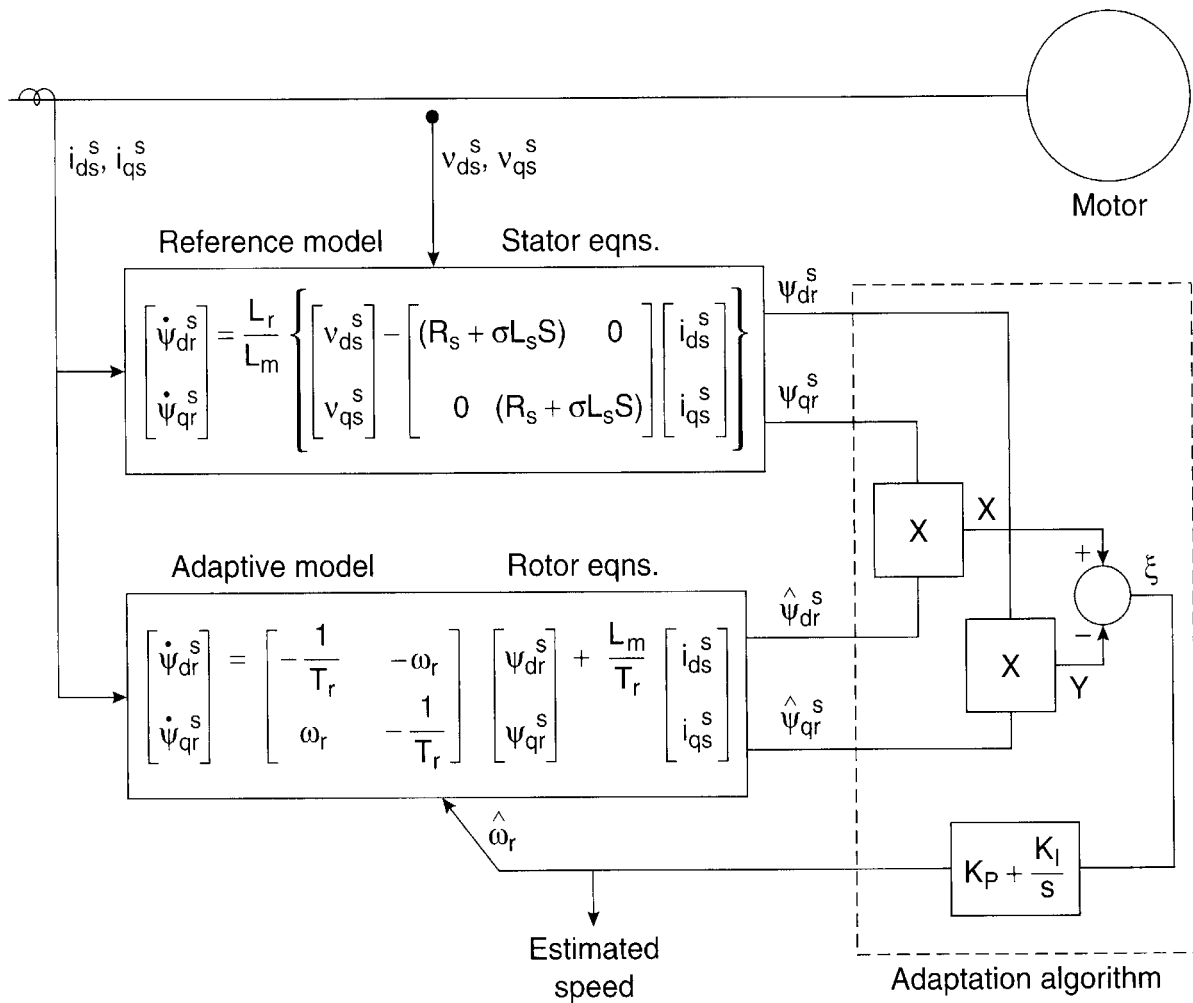 i_ds^s, i_qs^s
v_ds^s, v_qs^s
Motor
Reference model Stator eqns.
[ψ̇_dr^s ; ψ̇_qr^s] = L_r/L_m { [v_ds^s ; v_qs^s] − [(R_s + σL_sS) 0 ; 0 (R_s + σL_sS)] [i_ds^s ; i_qs^s] }
ψ_dr^s
ψ_qr^s
X
X
+
ξ
−
X
Y
Adaptive model Rotor eqns.
[ψ̇_dr^s ; ψ̇_qr^s] = [−1/T_r −ω_r ; ω_r −1/T_r] [ψ_dr^s ; ψ_qr^s] + L_m/T_r [i_ds^s ; i_qs^s]
ψ̂_dr^s
ψ̂_qr^s
ω̂_r
K_P + K_I/s
Estimated
speed
Adaptation algorithm